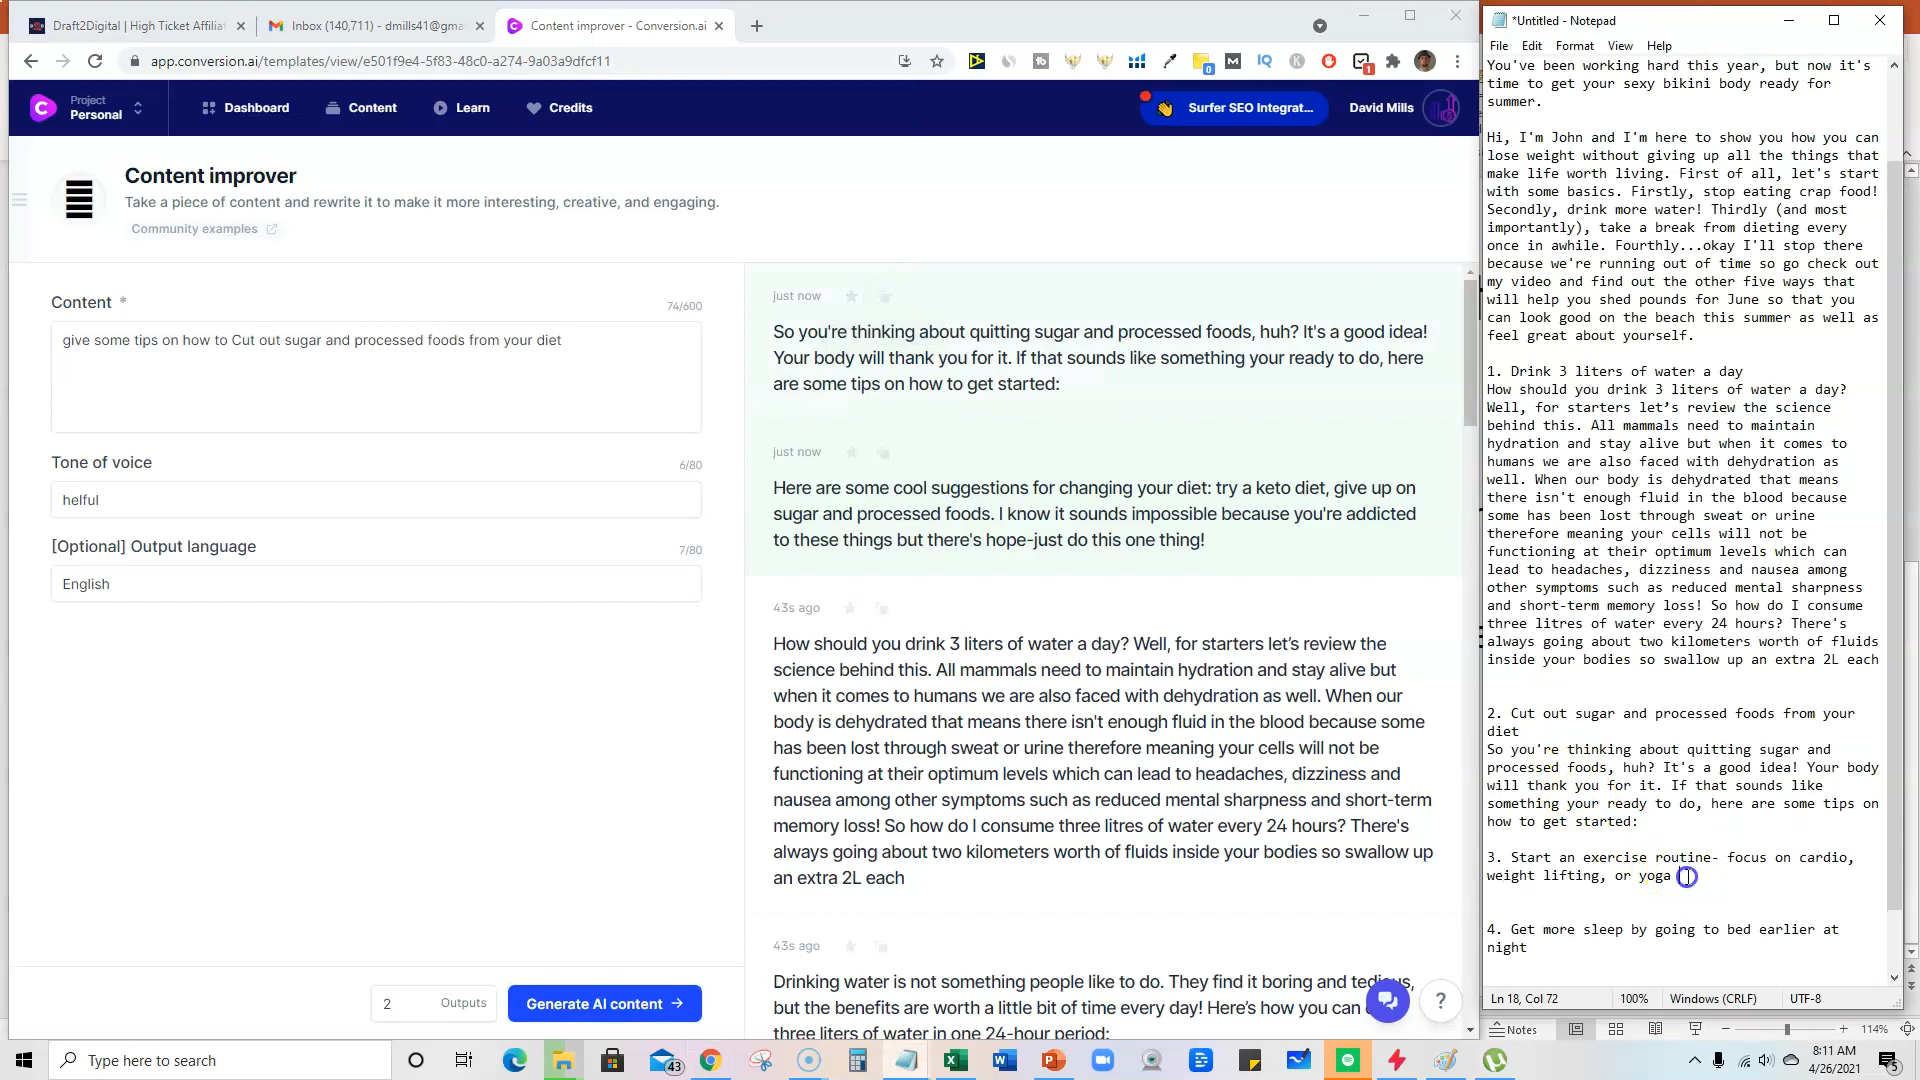 Draft2Digital | High Ticket Affiliat
Inbox (140,711) - dmills41@gma
Content improver - Conversion.ai
app.conversion.ai/templates/view/e501f9e4-5f83-48c0-a274-9a03a9dfcf11
Project
Personal
Dashboard
Content
Learn
Credits
Surfer SEO Integrat...
David Mills
Content improver
Take a piece of content and rewrite it to make it more interesting, creative, and engaging.
Community examples
Content *
74/600
give some tips on how to Cut out sugar and processed foods from your diet
Tone of voice
6/80
helful
[Optional] Output language
7/80
English
2 Outputs
Generate AI content
just now
So you're thinking about quitting sugar and processed foods, huh? It's a good idea!
Your body will thank you for it. If that sounds like something your ready to do, here
are some tips on how to get started:
just now
Here are some cool suggestions for changing your diet: try a keto diet, give up on
sugar and processed foods. I know it sounds impossible because you're addicted
to these things but there's hope-just do this one thing!
43s ago
How should you drink 3 liters of water a day? Well, for starters let's review the
science behind this. All mammals need to maintain hydration and stay alive but
when it comes to humans we are also faced with dehydration as well. When our
body is dehydrated that means there isn't enough fluid in the blood because some
has been lost through sweat or urine therefore meaning your cells will not be
functioning at their optimum levels which can lead to headaches, dizziness and
nausea among other symptoms such as reduced mental sharpness and short-term
memory loss! So how do I consume three litres of water every 24 hours? There's
always going about two kilometers worth of fluids inside your bodies so swallow up
an extra 2L each
43s ago
Drinking water is not something people like to do. They find it boring and tedious,
but the benefits are worth a little bit of time every day! Here's how you can
three liters of water in one 24-hour period:
?
*Untitled - Notepad
File Edit Format View Help
You've been working hard this year, but now it's
time to get your sexy bikini body ready for
summer.
Hi, I'm John and I'm here to show you how you can
lose weight without giving up all the things that
make life worth living. First of all, let's start
with some basics. Firstly, stop eating crap food!
Secondly, drink more water! Thirdly (and most
importantly), take a break from dieting every
once in awhile. Fourthly...okay I'll stop there
because we're running out of time so go check out
my video and find out the other five ways that
will help you shed pounds for June so that you
can look good on the beach this summer as well as
feel great about yourself.
1. Drink 3 liters of water a day
How should you drink 3 liters of water a day?
Well, for starters let's review the science
behind this. All mammals need to maintain
hydration and stay alive but when it comes to
humans we are also faced with dehydration as
well. When our body is dehydrated that means
there isn't enough fluid in the blood because
some has been lost through sweat or urine
therefore meaning your cells will not be
functioning at their optimum levels which can
lead to headaches, dizziness and nausea among
other symptoms such as reduced mental sharpness
and short-term memory loss! So how do I consume
three litres of water every 24 hours? There's
always going about two kilometers worth of fluids
inside your bodies so swallow up an extra 2L each
2. Cut out sugar and processed foods from your
diet
So you're thinking about quitting sugar and
processed foods, huh? It's a good idea! Your body
will thank you for it. If that sounds like
something your ready to do, here are some tips on
how to get started:
3. Start an exercise routine- focus on cardio,
weight lifting, or yoga
4. Get more sleep by going to bed earlier at
night
Ln 18, Col 72
100%
Windows (CRLF)
UTF-8
Notes
114%
Type here to search
43
8:11 AM
4/26/2021
5